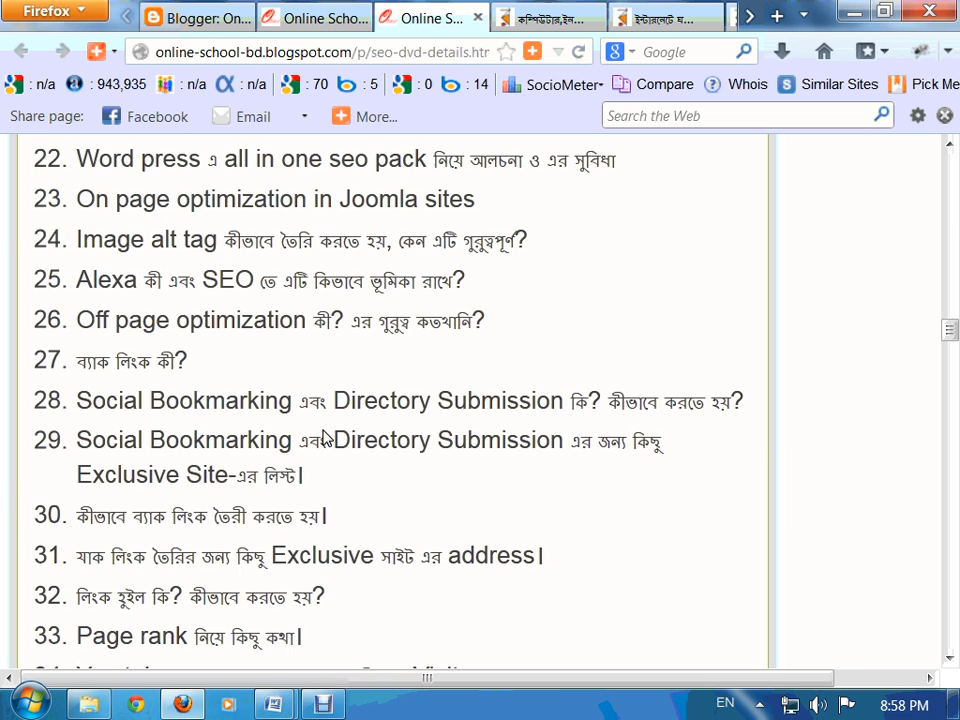 Firefox
Blogger: On...
Online Scho...
Online S...
কম্পিউটার,ইন...
ইন্টারনেট ম...
online-school-bd.blogspot.com/p/seo-dvd-details.htr
Google
: n/a
: 943,935
: n/a
: n/a
: 70
: 5
: 0
: 14
SocioMeter
Compare
Whois
Similar Sites
Pick Me
Share page:
Facebook
Email
More...
Search the Web
22. Word press এ all in one seo pack নিয়ে আলচনা ও এর সুবিধা
23. On page optimization in Joomla sites
24. Image alt tag কীভাবে তৈরি করতে হয়, কেন এটি গুরুত্বপূর্ণ?
25. Alexa কী এবং SEO তে এটি কিভাবে ভূমিকা রাখে?
26. Off page optimization কী? এর গুরুত্ব কতখানি?
27. ব্যাক লিংক কী?
28. Social Bookmarking এবং Directory Submission কি? কীভাবে করতে হয়?
29. Social Bookmarking এবং Directory Submission এর জন্য কিছু
Exclusive Site-এর লিস্ট।
30. কীভাবে ব্যাক লিংক তৈরী করতে হয়।
31. যাক লিংক তৈরির জন্য কিছু Exclusive সাইট এর address।
32. লিংক হুইল কি? কীভাবে করতে হয়?
33. Page rank নিয়ে কিছু কথা।
EN
8:58 PM